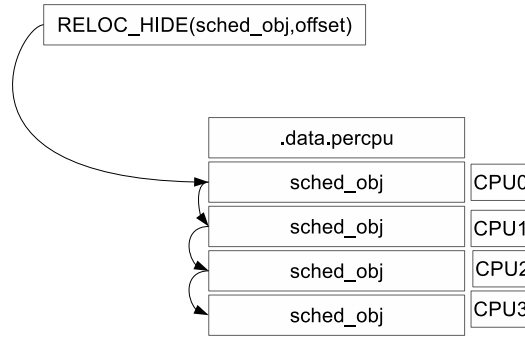 RELOC_HIDE(sched_obj,offset)
.data.percpu
sched_obj CPU0
sched_obj CPU1
sched_obj CPU2
sched_obj CPU3